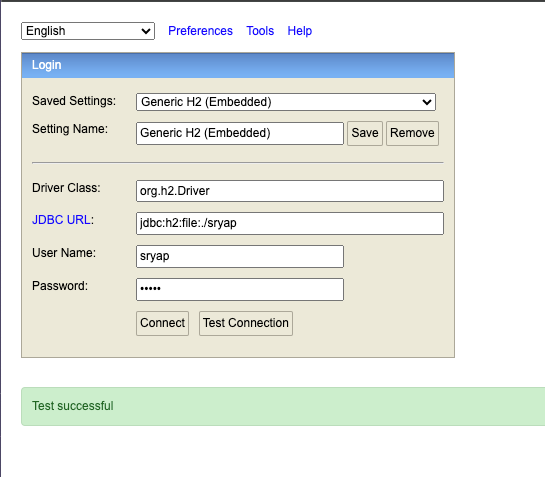 English Preferences Tools Help
Login
Saved Settings: Generic H2 (Embedded)
Setting Name: Generic H2 (Embedded) Save Remove
Driver Class: org.h2.Driver
JDBC URL: jdbc:h2:file:./sryap
User Name: sryap
Password: •••••
Connect Test Connection
Test successful